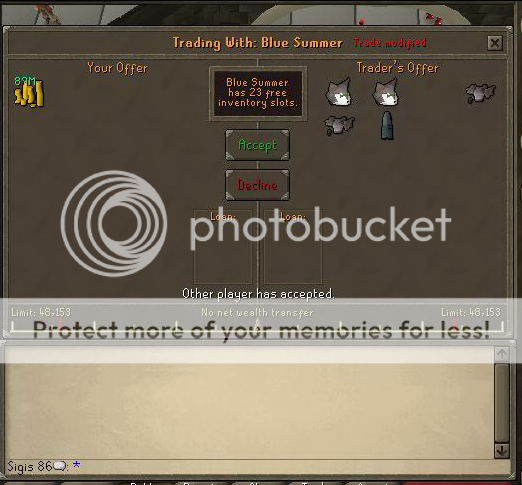 Trading With: Blue Summer Trade modified
Your Offer
Trader's Offer
89M
Blue Summer
has 23 free
inventory slots.
Accept
Decline
Loan:
Loan:
photobucket
Other player has accepted.
Limit: 48,153
No net wealth transfer
Limit: 48,153
Protect more of your memories for less!
Sigis 86: *